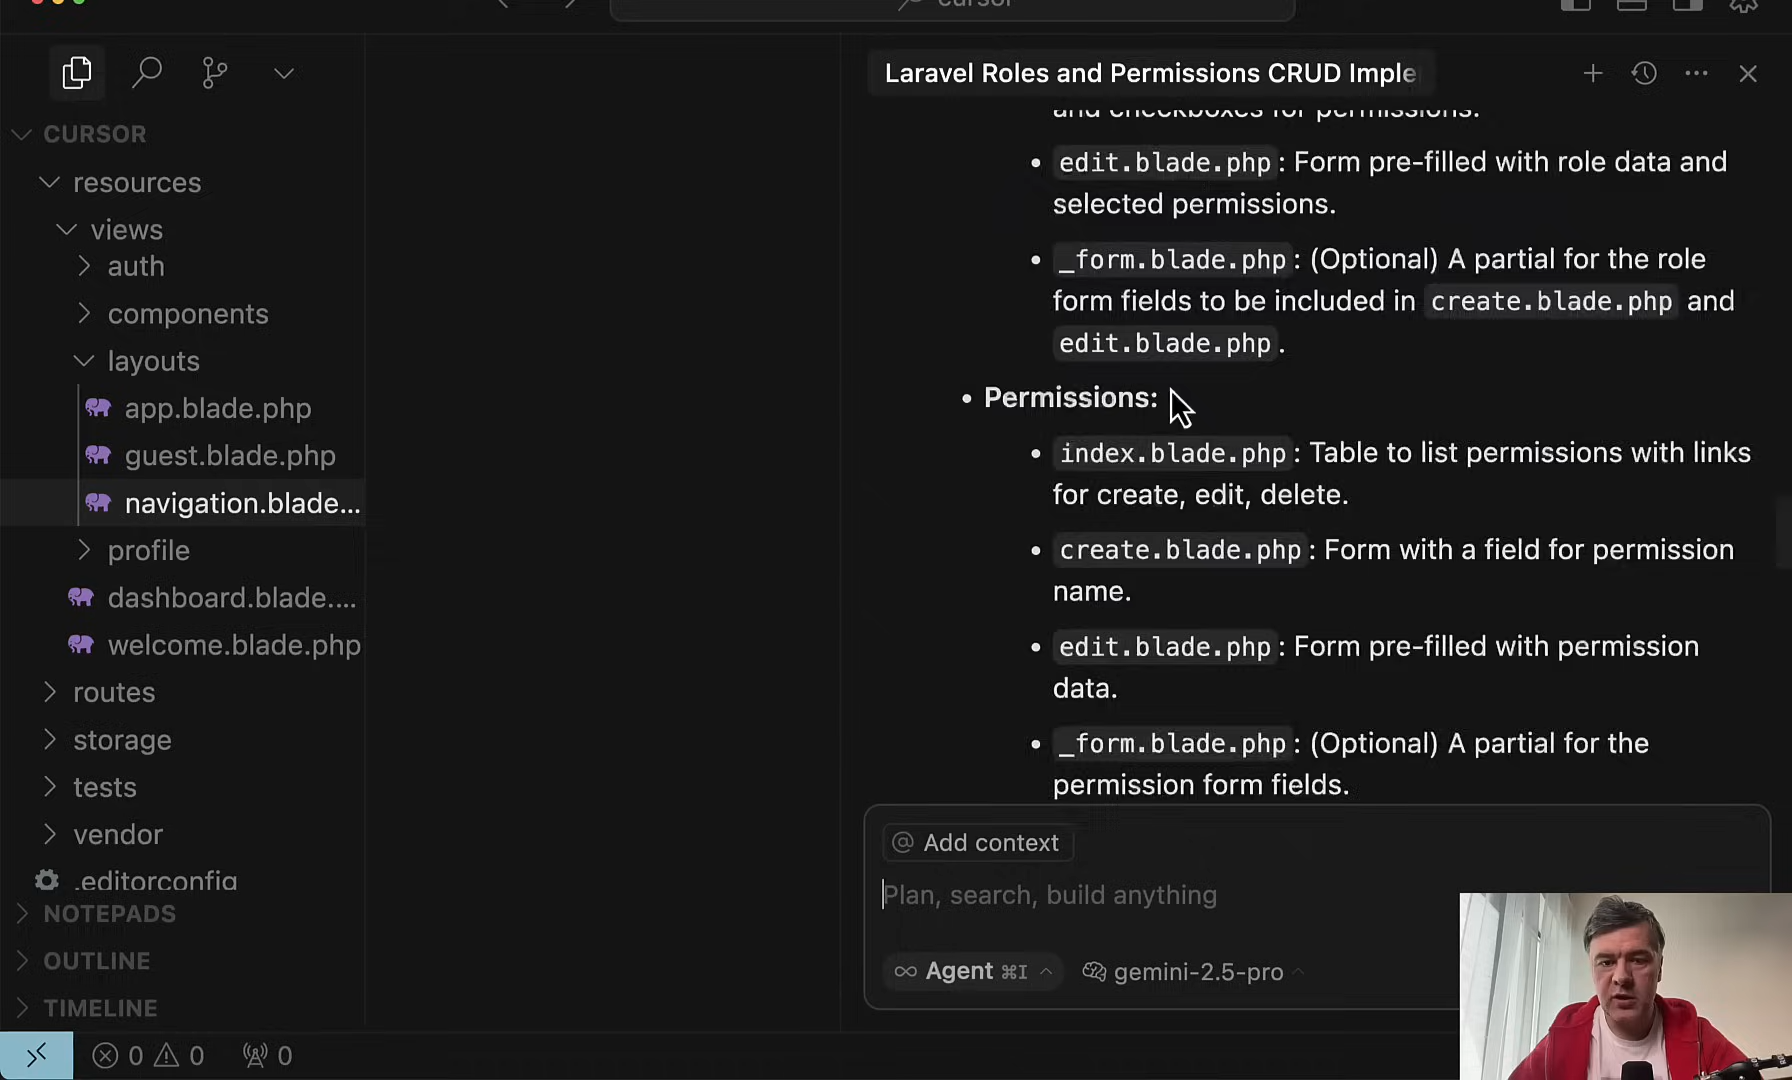 cursor
Laravel Roles and Permissions CRUD Imple
CURSOR
resources
views
auth
components
layouts
app.blade.php
guest.blade.php
navigation.blade...
profile
dashboard.blade....
welcome.blade.php
routes
storage
tests
vendor
.editorconfig
NOTEPADS
OUTLINE
TIMELINE
0 0 0
and checkboxes for permissions.
edit.blade.php: Form pre-filled with role data and
selected permissions.
_form.blade.php: (Optional) A partial for the role
form fields to be included in create.blade.php and
edit.blade.php.
Permissions:
index.blade.php: Table to list permissions with links
for create, edit, delete.
create.blade.php: Form with a field for permission
name.
edit.blade.php: Form pre-filled with permission
data.
_form.blade.php: (Optional) A partial for the
permission form fields.
@ Add context
Plan, search, build anything
∞ Agent ⌘I gemini-2.5-pro